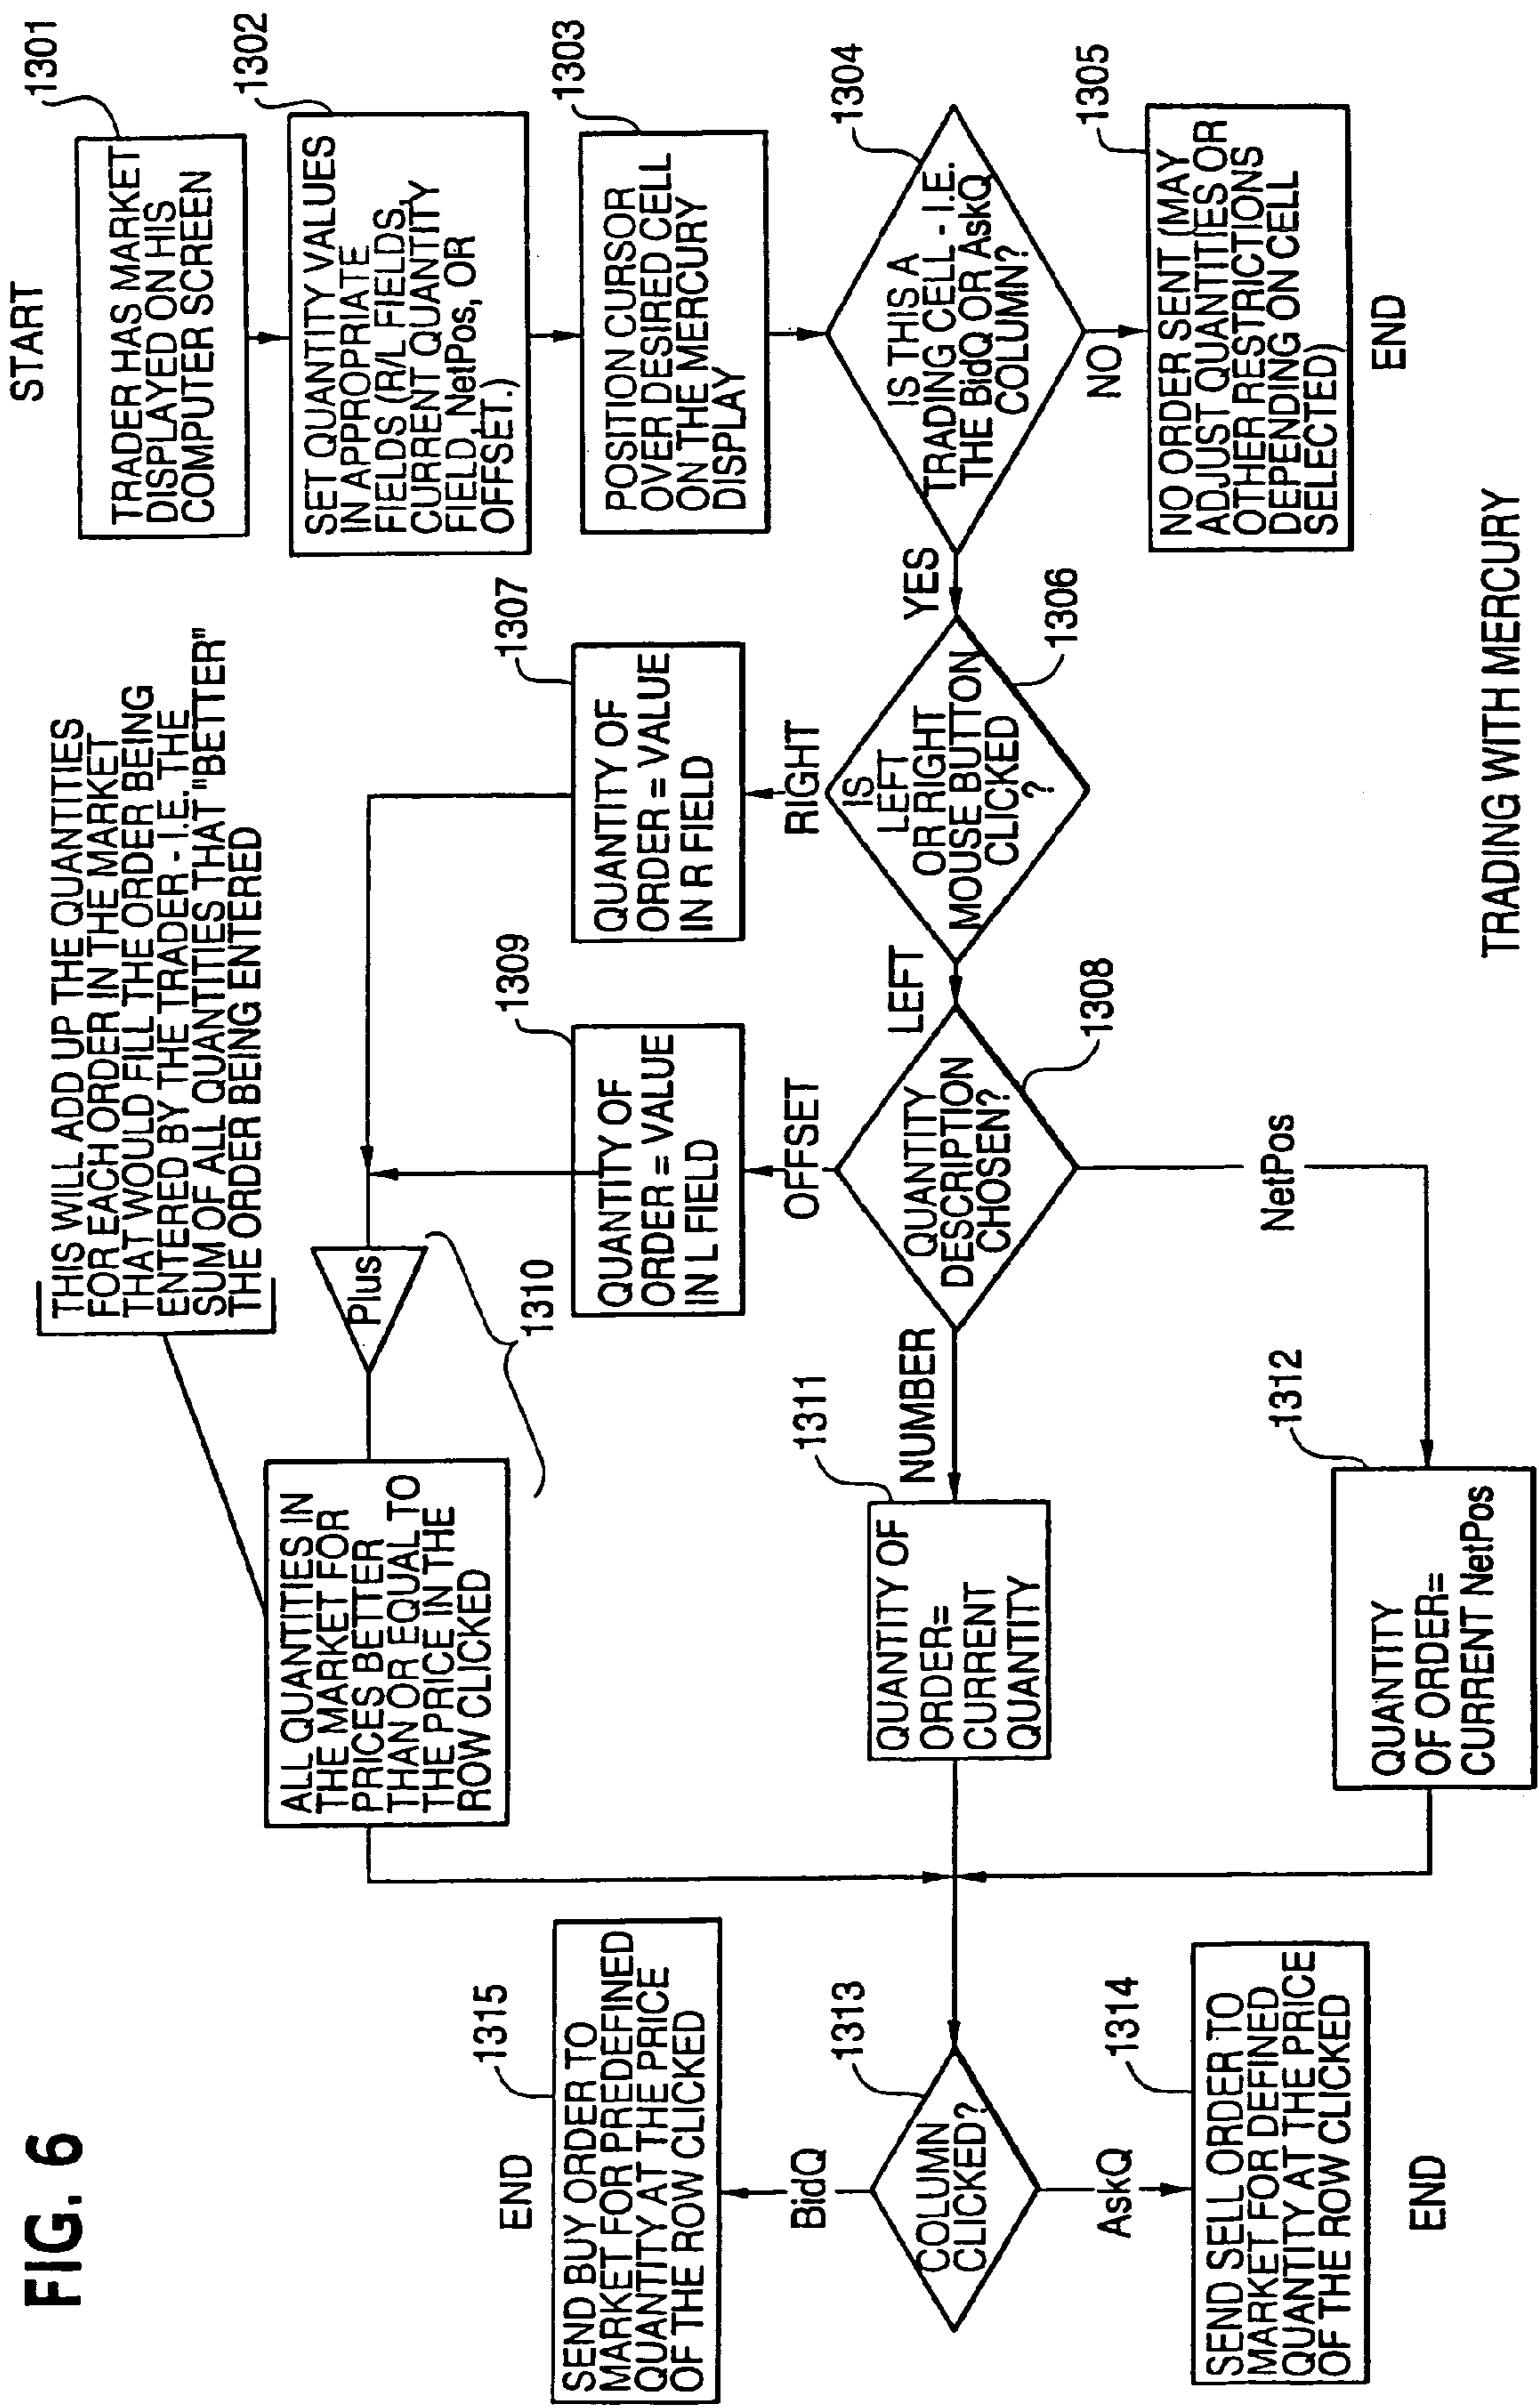 FIG. 6
START
1301
TRADER HAS MARKET
DISPLAYED ON HIS
COMPUTER SCREEN
1302
SET QUANTITY VALUES
IN APPROPRIATE
FIELDS (R/L FIELDS,
CURRENT QUANTITY
FIELD, NetPos, OR
OFFSET.)
1303
POSITION CURSOR
OVER DESIRED CELL
ON THE MERCURY
DISPLAY
1304
IS THIS A
TRADING CELL - I.E.
THE BidQ OR AskQ
COLUMN?
NO
1305
NO ORDER SENT (MAY
ADJUST QUANTITIES OR
OTHER RESTRICTIONS
DEPENDING ON CELL
SELECTED)
END
YES
1306
IS
LEFT
OR RIGHT
MOUSE BUTTON
CLICKED
?
RIGHT
1307
QUANTITY OF
ORDER = VALUE
IN R FIELD
LEFT
1308
QUANTITY
DESCRIPTION
CHOSEN?
OFFSET
1309
QUANTITY OF
ORDER = VALUE
IN L FIELD
Plus
1310
THIS WILL ADD UP THE QUANTITIES
FOR EACH ORDER IN THE MARKET
THAT WOULD FILL THE ORDER BEING
ENTERED BY THE TRADER - I.E. THE
SUM OF ALL QUANTITIES THAT "BETTER"
THE ORDER BEING ENTERED
ALL QUANTITIES IN
THE MARKET FOR
PRICES BETTER
THAN OR EQUAL TO
THE PRICE IN THE
ROW CLICKED
NUMBER
1311
QUANTITY OF
ORDER=
CURRENT
QUANTITY
NetPos
1312
QUANTITY
OF ORDER=
CURRENT NetPos
1313
COLUMN
CLICKED?
BidQ
1315
SEND BUY ORDER TO
MARKET FOR PREDEFINED
QUANTITY AT THE PRICE
OF THE ROW CLICKED
END
AskQ
1314
SEND SELL ORDER TO
MARKET FOR DEFINED
QUANTITY AT THE PRICE
OF THE ROW CLICKED
END
TRADING WITH MERCURY